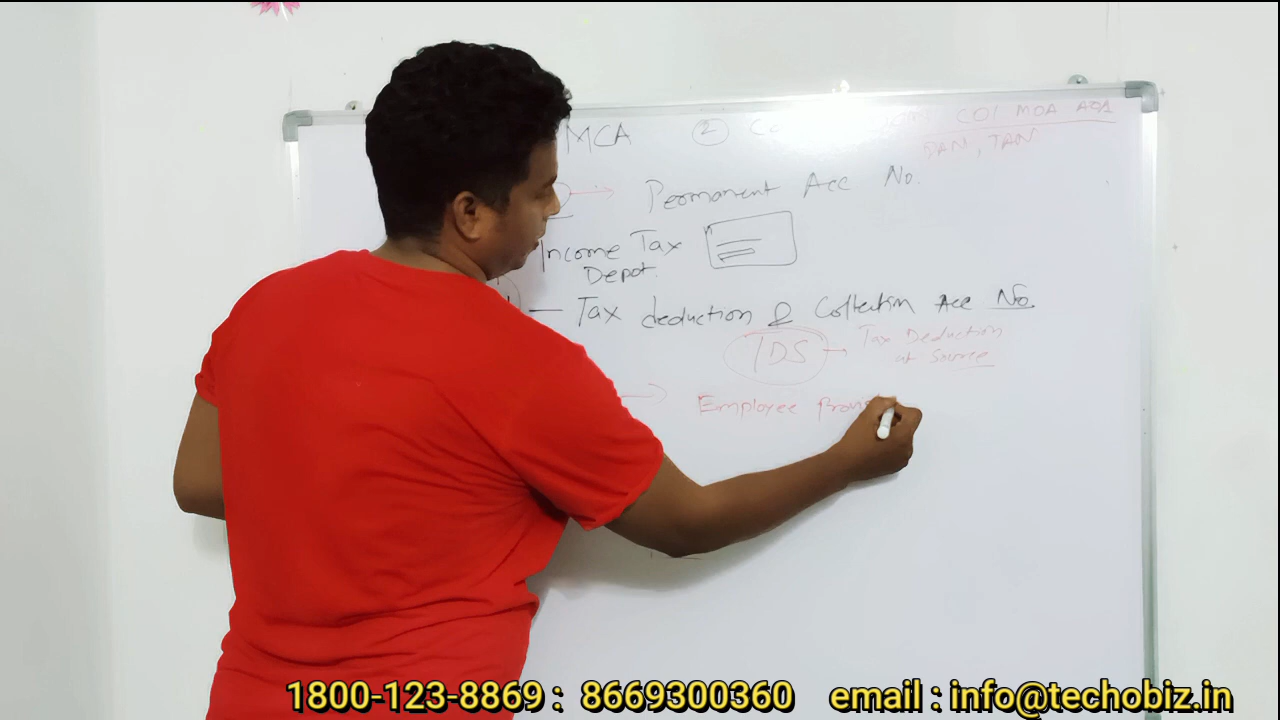 MCA ② COI MOA AOA
PAN, TAN
Permanent Acc No.
Income Tax
Depot.
— Tax deduction & Collection Acc No.
TDS → Tax Deduction
at Source
Employee Prov
1800-123-8869 : 8669300360 email : info@techobiz.in